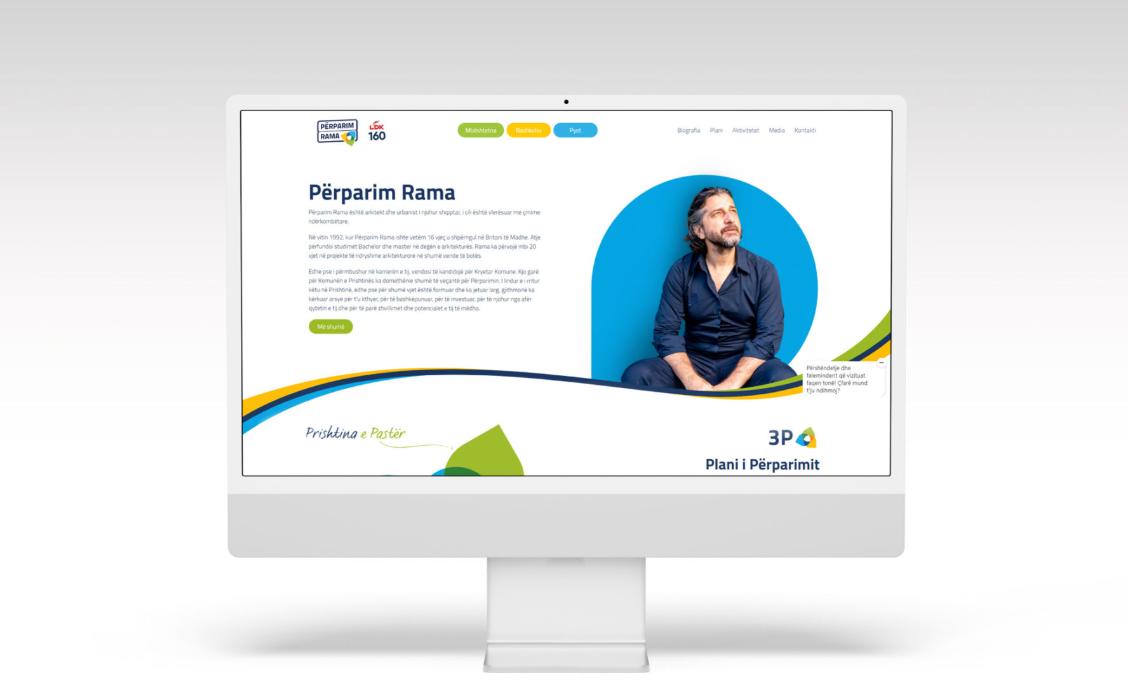 PËRPARIM
RAMA
LDK
160
Mbështetna
Bashkohu
Pyet
Biografia
Plani
Aktivitetet
Media
Kontakti
Përparim Rama
Përparim Rama është arkitekt dhe urbanist i njohur shqiptar, i cili është vlerësuar me çmime
ndërkombëtare.
Në vitin 1992, kur Përparim Rama ishte vetëm 16 vjeç u shpërngul në Britani të Madhe. Atje
përfundoi studimet Bachelor dhe master në degën e arkitekturës. Rama ka përvojë mbi 20
vjet në projekte të ndryshme arkitekturore në shumë vende të botës.
Edhe pse i përmbushur në karrierën e tij, vendosi të kandidojë për Kryetar Komune. Kjo garë
për Komunën e Prishtinës ka domethënie shumë të veçantë për Përparimin. I lindur e i rritur
këtu në Prishtinë, edhe pse për shumë vjet është formuar dhe ka jetuar larg, gjithmonë ka
kërkuar arsye për t'u kthyer, për të bashkëpunuar, për të investuar, për të njohur nga afër
qytetin e tij dhe për të parë zhvillimet dhe potencialet e tij të mëdha.
Më shumë
Përshëndetje dhe
falemnderit që vizituat
faqen tonë! Çfarë mund
t'ju ndihmoj?
Prishtina e Pastër
3P
Plani i Përparimit